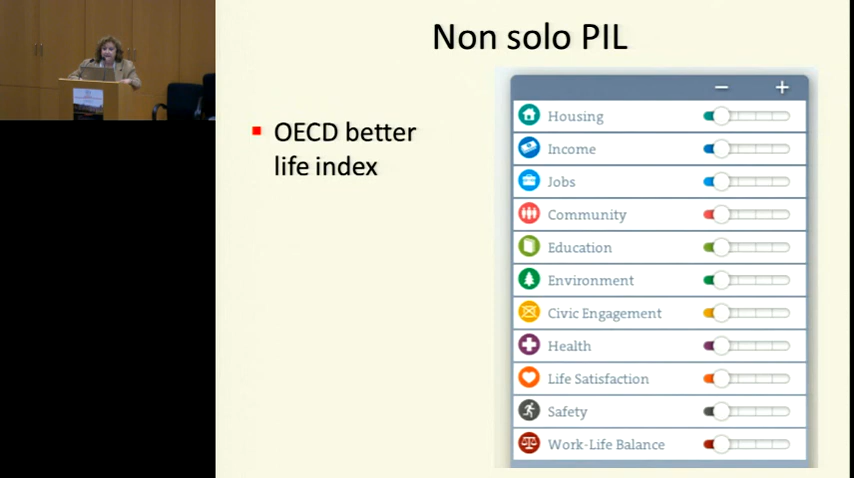 Non solo PIL
OECD better
life index
− +
Housing
Income
Jobs
Community
Education
Environment
Civic Engagement
Health
Life Satisfaction
Safety
Work-Life Balance